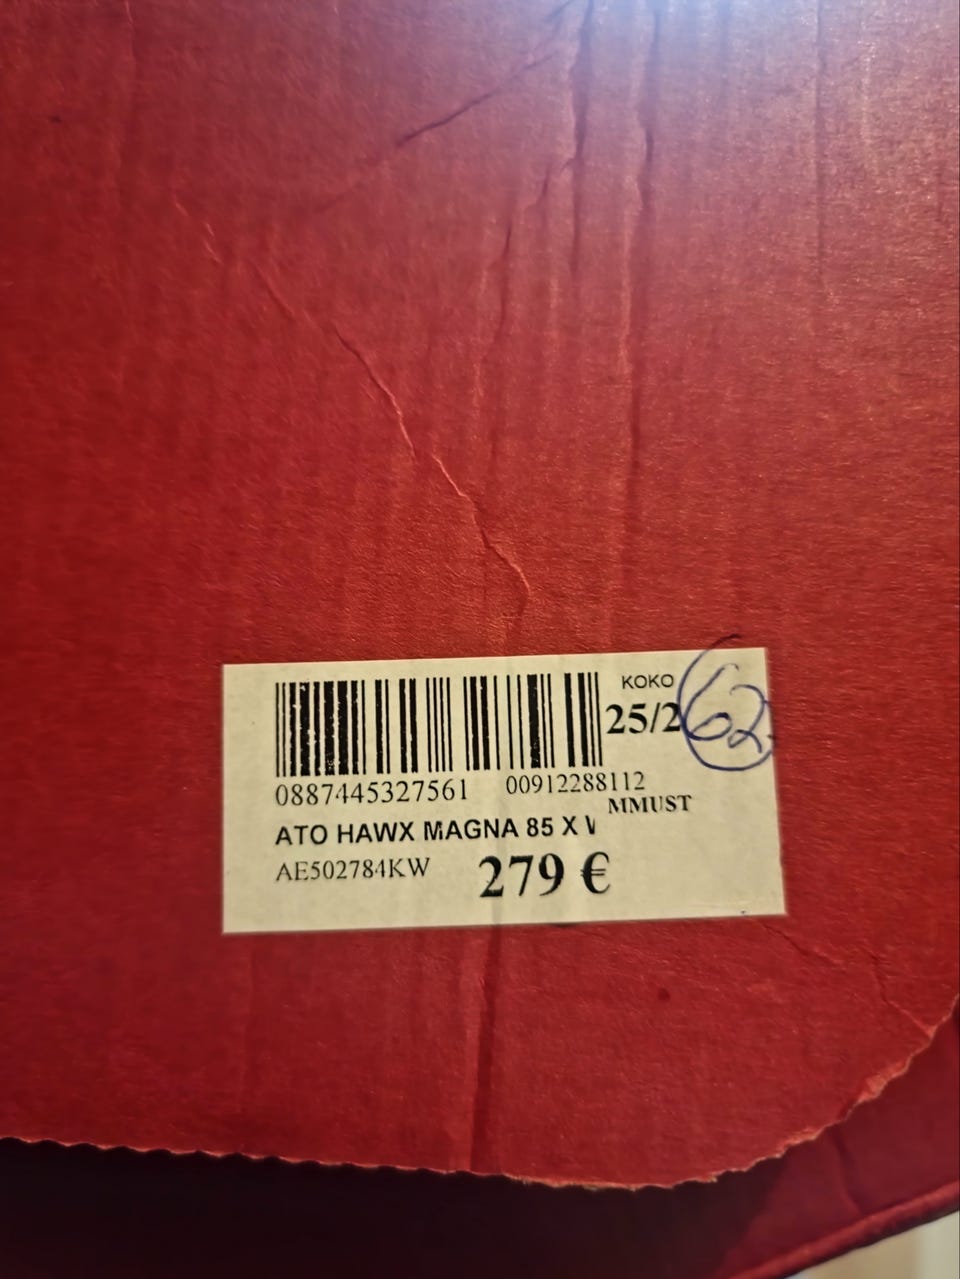 KOKO
25/2
62
0887445327561 00912288112
MMUST
ATO HAWX MAGNA 85 X
AE502784KW 279 €